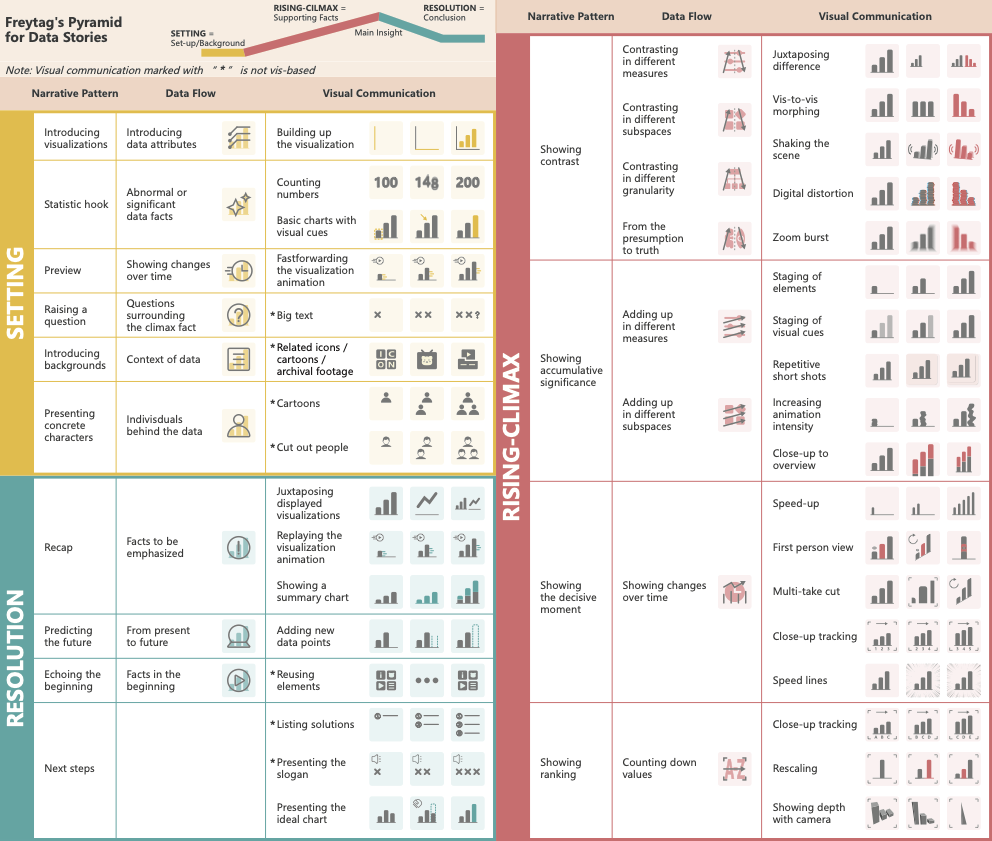 Freytag's Pyramid
for Data Stories
SETTING =
Set-up/Background
RISING-CILMAX =
Supporting Facts
Main Insight
RESOLUTION =
Conclusion
Note: Visual communication marked with " * " is not vis-based
Narrative Pattern
Data Flow
Visual Communication
SETTING
Introducing
visualizations
Introducing
data attributes
Building up
the visualization
Statistic hook
Abnormal or
significant
data facts
Counting
numbers
100 148 200
Basic charts with
visual cues
Preview
Showing changes
over time
Fastforwarding
the visualization
animation
Raising a
question
Questions
surrounding
the climax fact
?
* Big text
× ×× ××?
Introducing
backgrounds
Context of data
* Related icons /
cartoons /
archival footage
I C
O N
Presenting
concrete
characters
Indivisduals
behind the data
* Cartoons
* Cut out people
RESOLUTION
Recap
Facts to be
emphasized
Juxtaposing
displayed
visualizations
Replaying the
visualization
animation
Showing a
summary chart
Predicting
the future
From present
to future
Adding new
data points
Echoing the
beginning
Facts in the
beginning
* Reusing
elements
Next steps
* Listing solutions
* Presenting the
slogan
× ×× ×××
Presenting the
ideal chart
Narrative Pattern
Data Flow
Visual Communication
RISING-CLIMAX
Showing
contrast
Contrasting
in different
measures
Contrasting
in different
subspaces
Contrasting
in different
granularity
From the
presumption
to truth
Juxtaposing
difference
Vis-to-vis
morphing
Shaking the
scene
Digital distortion
Zoom burst
Showing
accumulative
significance
Adding up
in different
measures
Adding up
in different
subspaces
Staging of
elements
Staging of
visual cues
Repetitive
short shots
Increasing
animation
intensity
Close-up to
overview
Showing
the decisive
moment
Showing changes
over time
Speed-up
First person view
Multi-take cut
Close-up tracking
1 2 3
2 3 4
3 4 5
Speed lines
Showing
ranking
Counting down
values
A Z
Close-up tracking
A B C
B C D
C D E
Rescaling
Showing depth
with camera